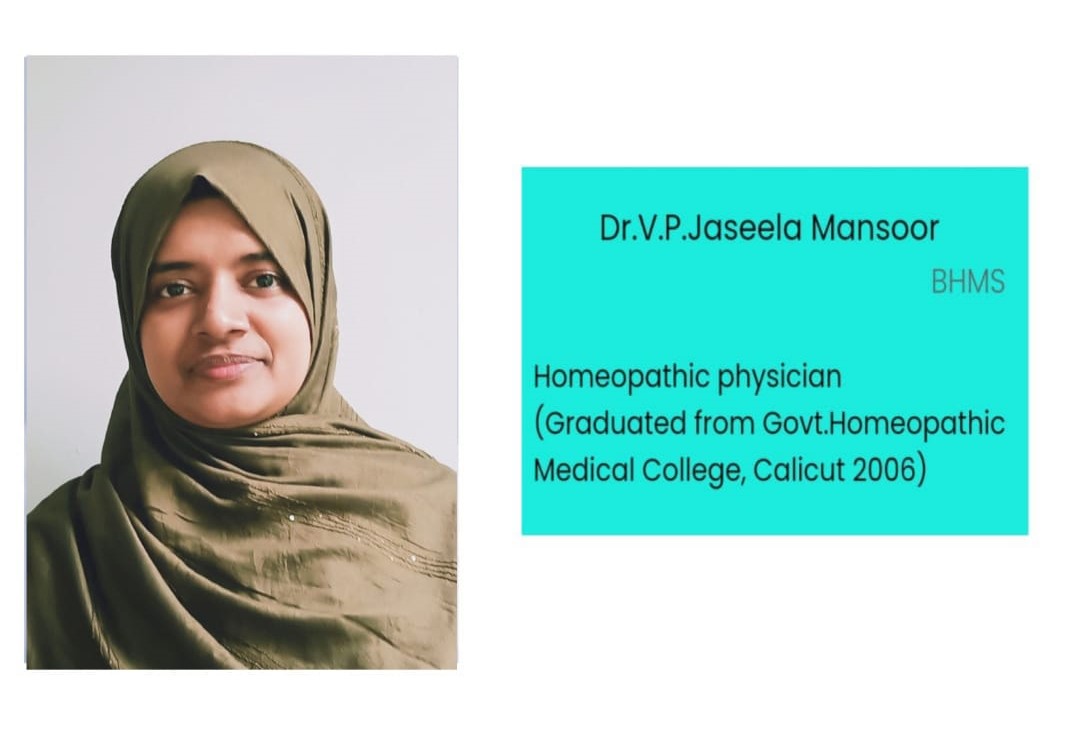 Dr.V.P.Jaseela Mansoor
BHMS
Homeopathic physician
(Graduated from Govt.Homeopathic
Medical College, Calicut 2006)